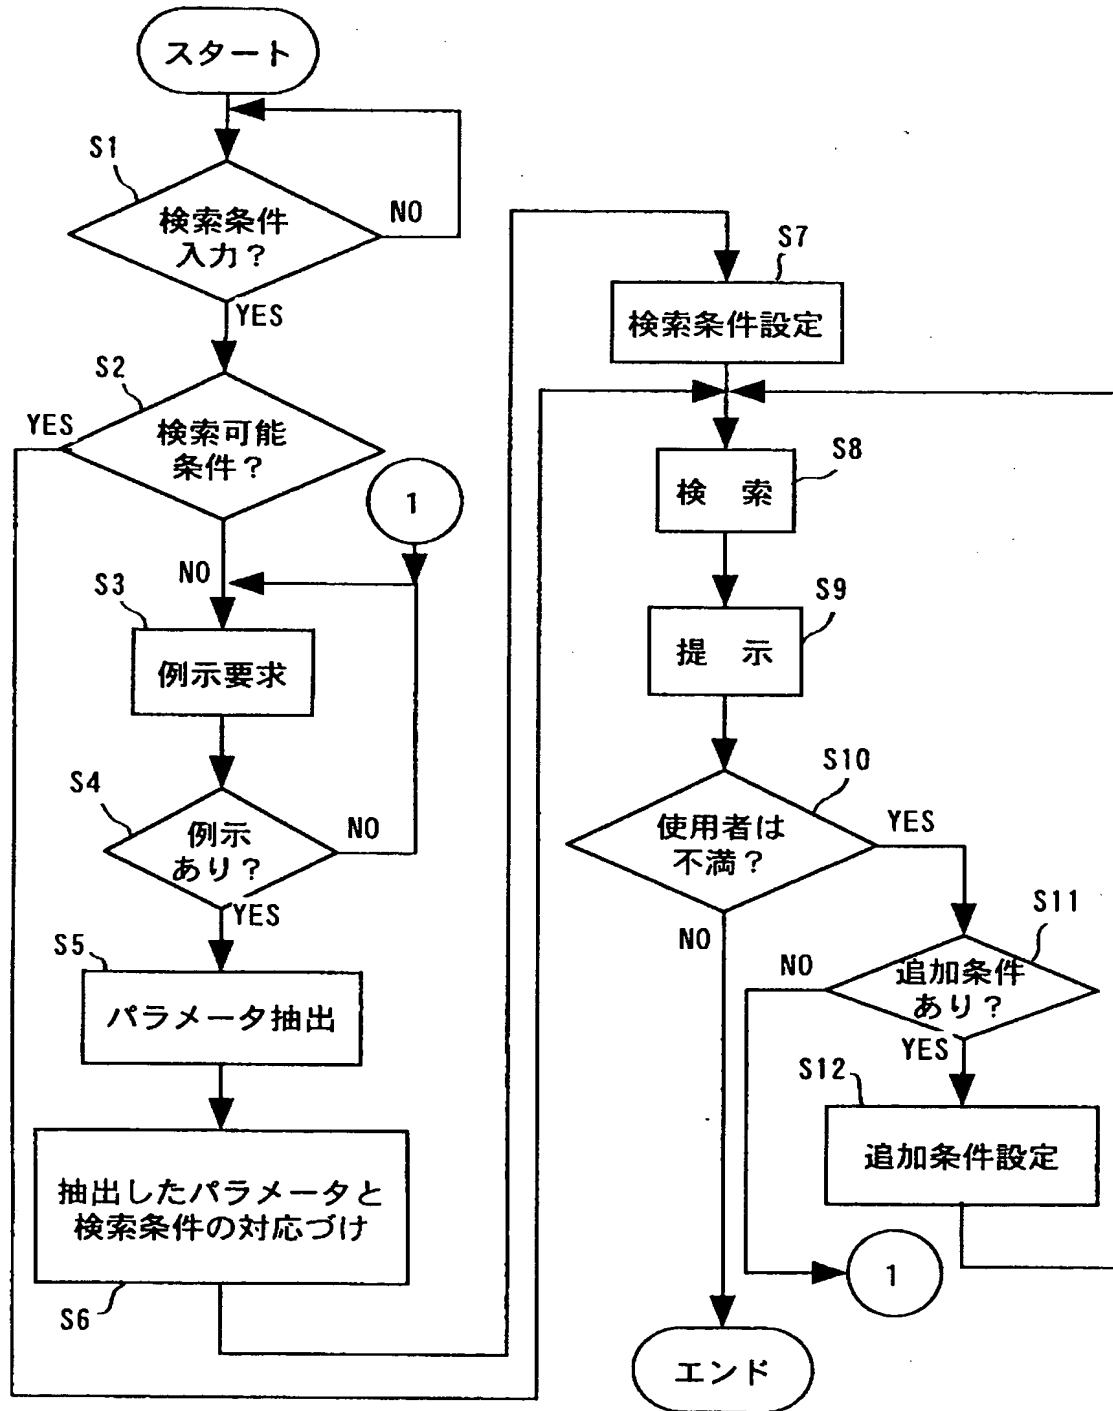 スタート
S1
検索条件
入力?
NO
YES
S2
YES
検索可能
条件?
1
NO
S3
例示要求
S4
例示
あり?
NO
YES
S5
パラメータ抽出
抽出したパラメータと
検索条件の対応づけ
S6
S7
検索条件設定
S8
検 索
S9
提 示
S10
使用者は
不満?
YES
NO
S11
追加条件
あり?
NO
YES
S12
追加条件設定
1
エンド